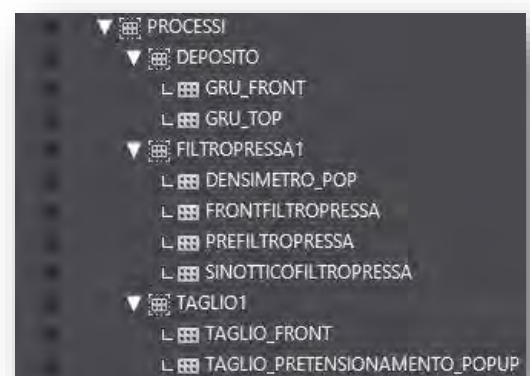 PROCESSI
DEPOSITO
GRU_FRONT
GRU_TOP
FILTROPRESSA1
DENSIMETRO_POP
FRONTFILTROPRESSA
PREFILTROPRESSA
SINOTTICOFILTROPRESSA
TAGLIO1
TAGLIO_FRONT
TAGLIO_PRETENSIONAMENTO_POPUP